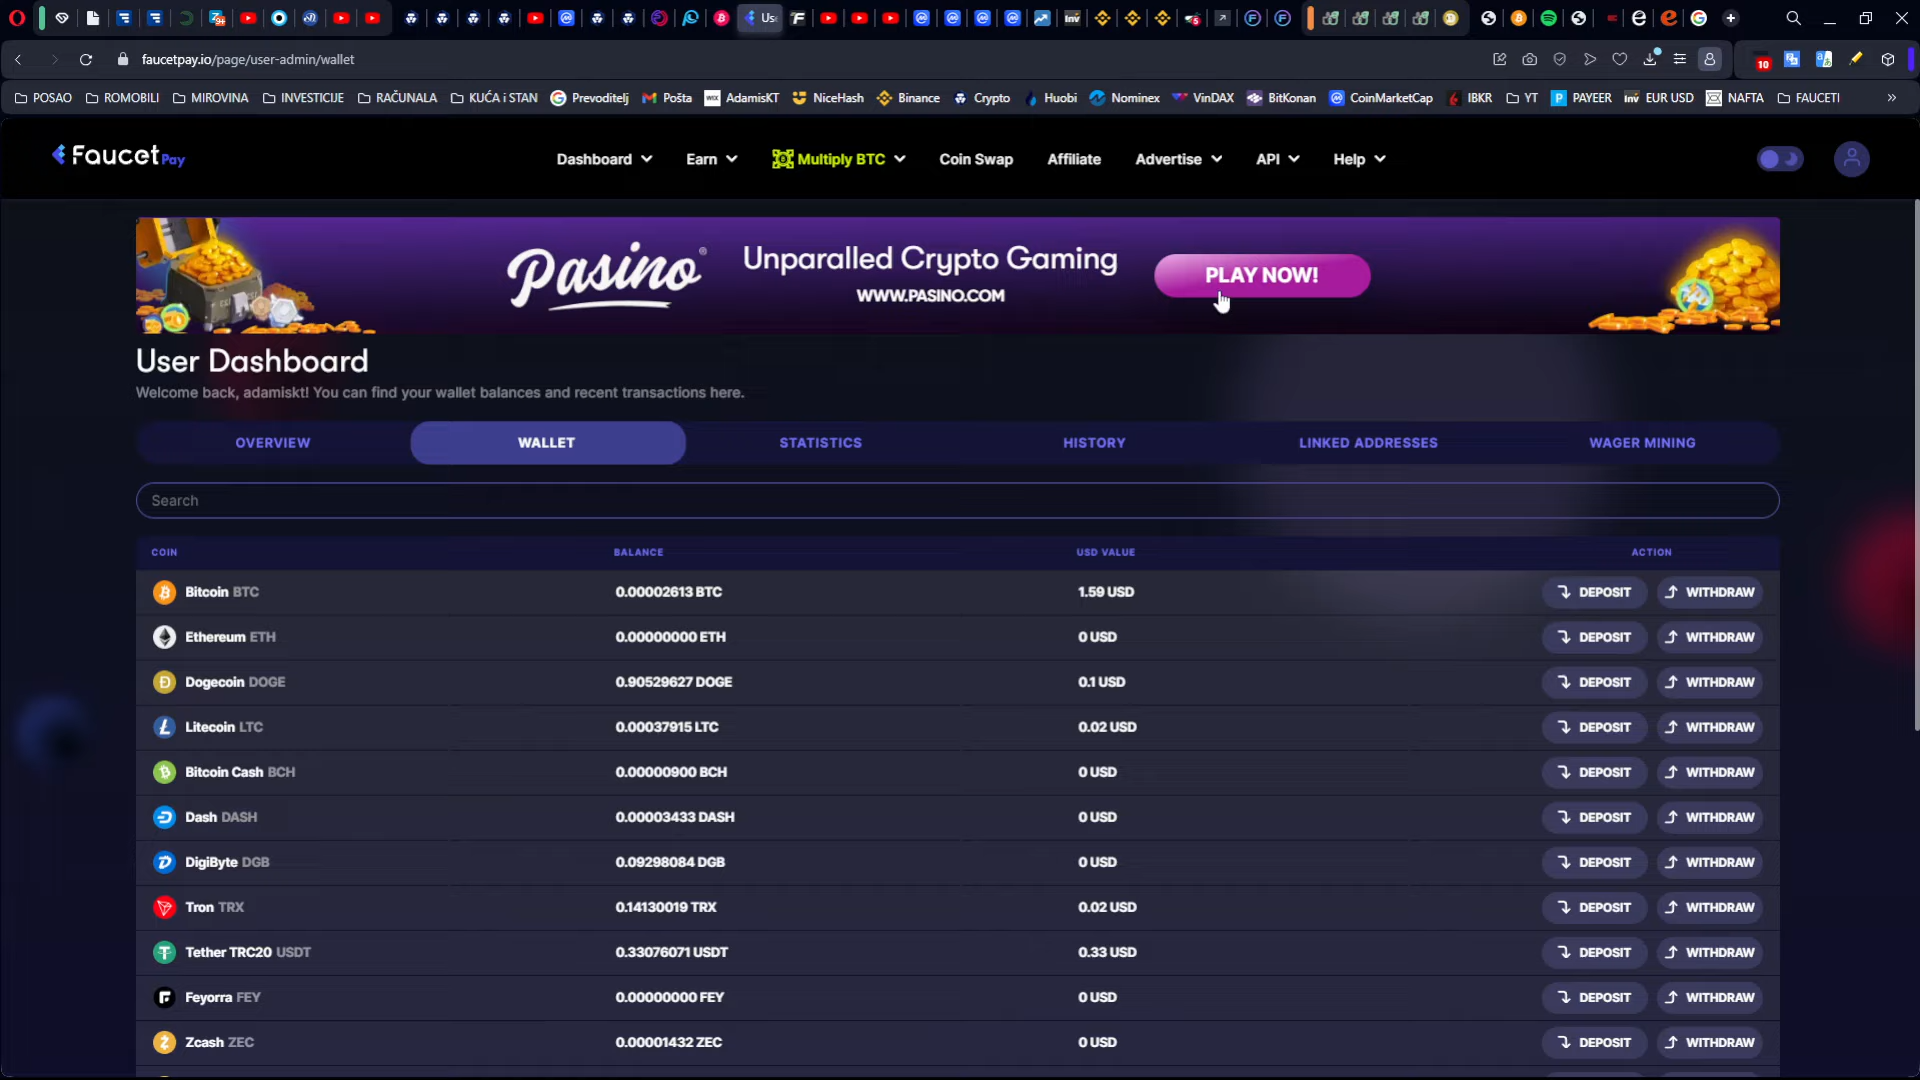 Us
faucetpay.io/page/user-admin/wallet
10
POSAO ROMOBILI MIROVINA INVESTICIJE RAČUNALA KUĆA i STAN Prevoditelj Pošta AdamisKT NiceHash Binance Crypto Huobi Nominex VinDAX BitKonan CoinMarketCap IBKR YT PAYEER EUR USD NAFTA FAUCETI
FaucetPay Dashboard Earn Multiply BTC Coin Swap Affiliate Advertise API Help
Pasino® Unparalled Crypto Gaming PLAY NOW!
WWW.PASINO.COM
User Dashboard
Welcome back, adamiskt! You can find your wallet balances and recent transactions here.
OVERVIEW WALLET STATISTICS HISTORY LINKED ADDRESSES WAGER MINING
Search
COIN BALANCE USD VALUE ACTION
Bitcoin BTC 0.00002613 BTC 1.59 USD DEPOSIT WITHDRAW
Ethereum ETH 0.00000000 ETH 0 USD DEPOSIT WITHDRAW
Dogecoin DOGE 0.90529627 DOGE 0.1 USD DEPOSIT WITHDRAW
Litecoin LTC 0.00037915 LTC 0.02 USD DEPOSIT WITHDRAW
Bitcoin Cash BCH 0.00000900 BCH 0 USD DEPOSIT WITHDRAW
Dash DASH 0.00003433 DASH 0 USD DEPOSIT WITHDRAW
DigiByte DGB 0.09298084 DGB 0 USD DEPOSIT WITHDRAW
Tron TRX 0.14130019 TRX 0.02 USD DEPOSIT WITHDRAW
Tether TRC20 USDT 0.33076071 USDT 0.33 USD DEPOSIT WITHDRAW
Feyorra FEY 0.00000000 FEY 0 USD DEPOSIT WITHDRAW
Zcash ZEC 0.00001432 ZEC 0 USD DEPOSIT WITHDRAW